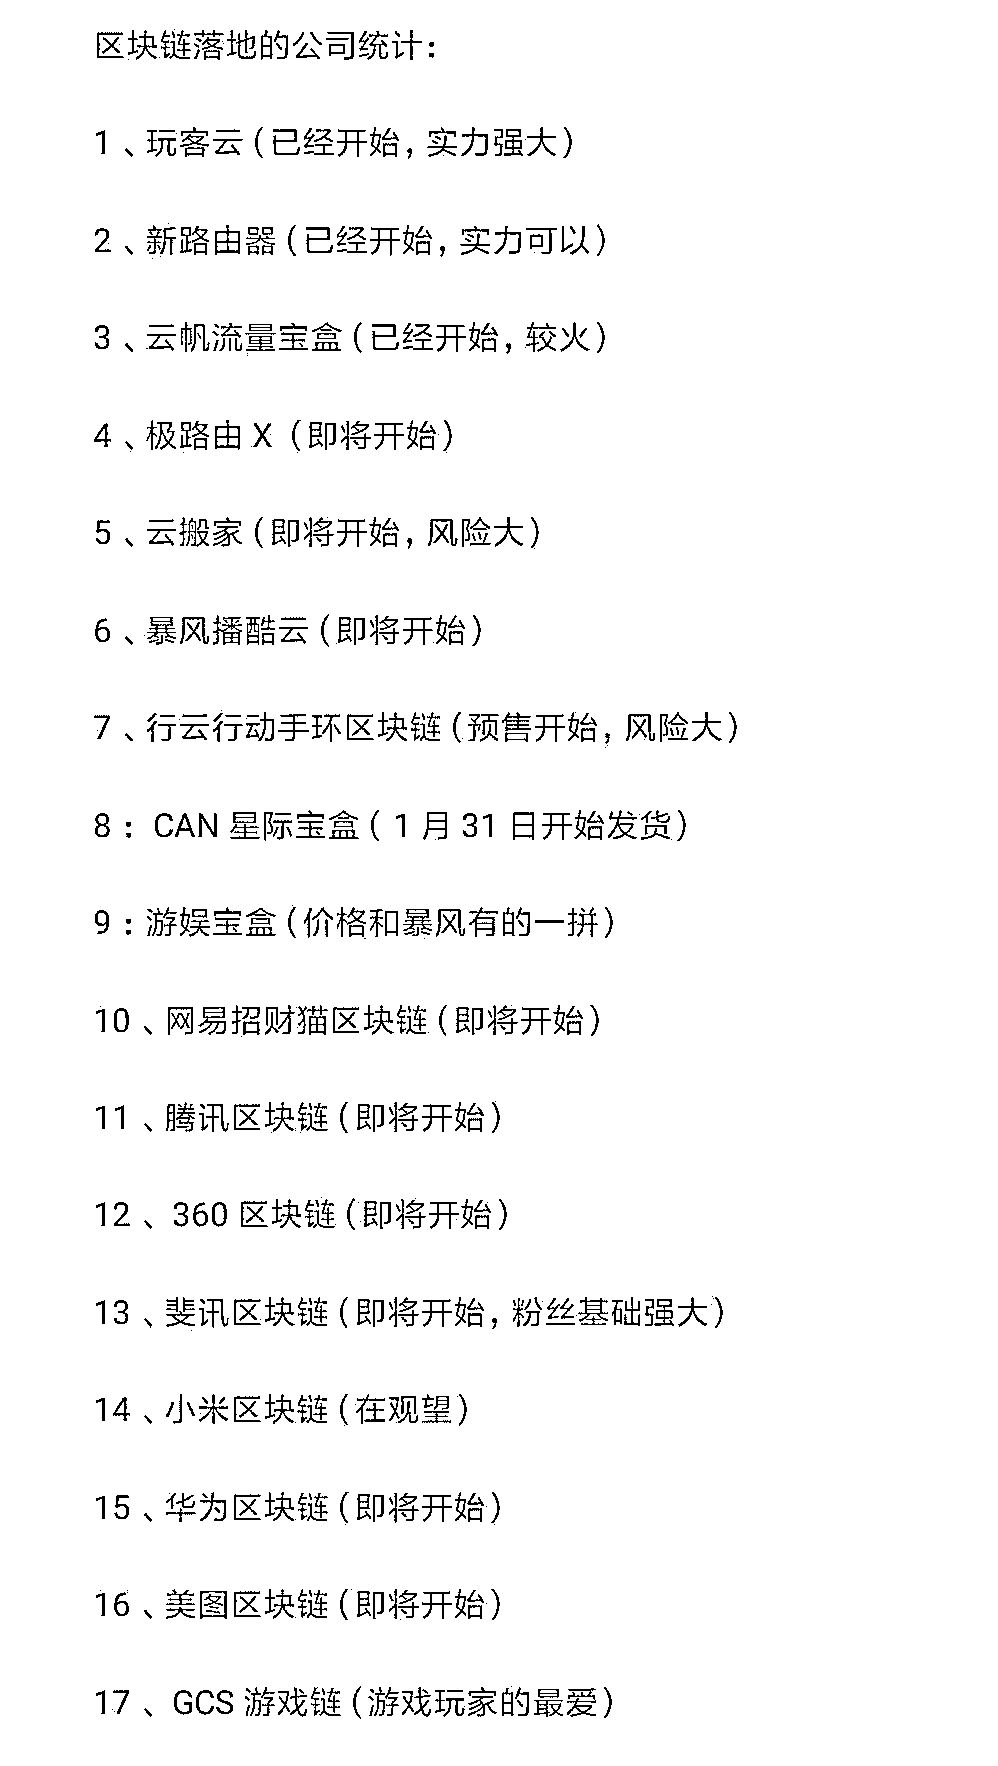 区块链落地的公司统计：
1、玩客云（已经开始，实力强大）
2、新路由器（已经开始，实力可以）
3、云帆流量宝盒（已经开始，较火）
4、极路由 X（即将开始）
5、云搬家（即将开始，风险大）
6、暴风播酷云（即将开始）
7、行云行动手环区块链（预售开始，风险大）
8：CAN 星际宝盒（1 月 31 日开始发货）
9：游娱宝盒（价格和暴风有的一拼）
10、网易招财猫区块链（即将开始）
11、腾讯区块链（即将开始）
12、360 区块链（即将开始）
13、斐讯区块链（即将开始，粉丝基础强大）
14、小米区块链（在观望）
15、华为区块链（即将开始）
16、美图区块链（即将开始）
17、GCS 游戏链（游戏玩家的最爱）